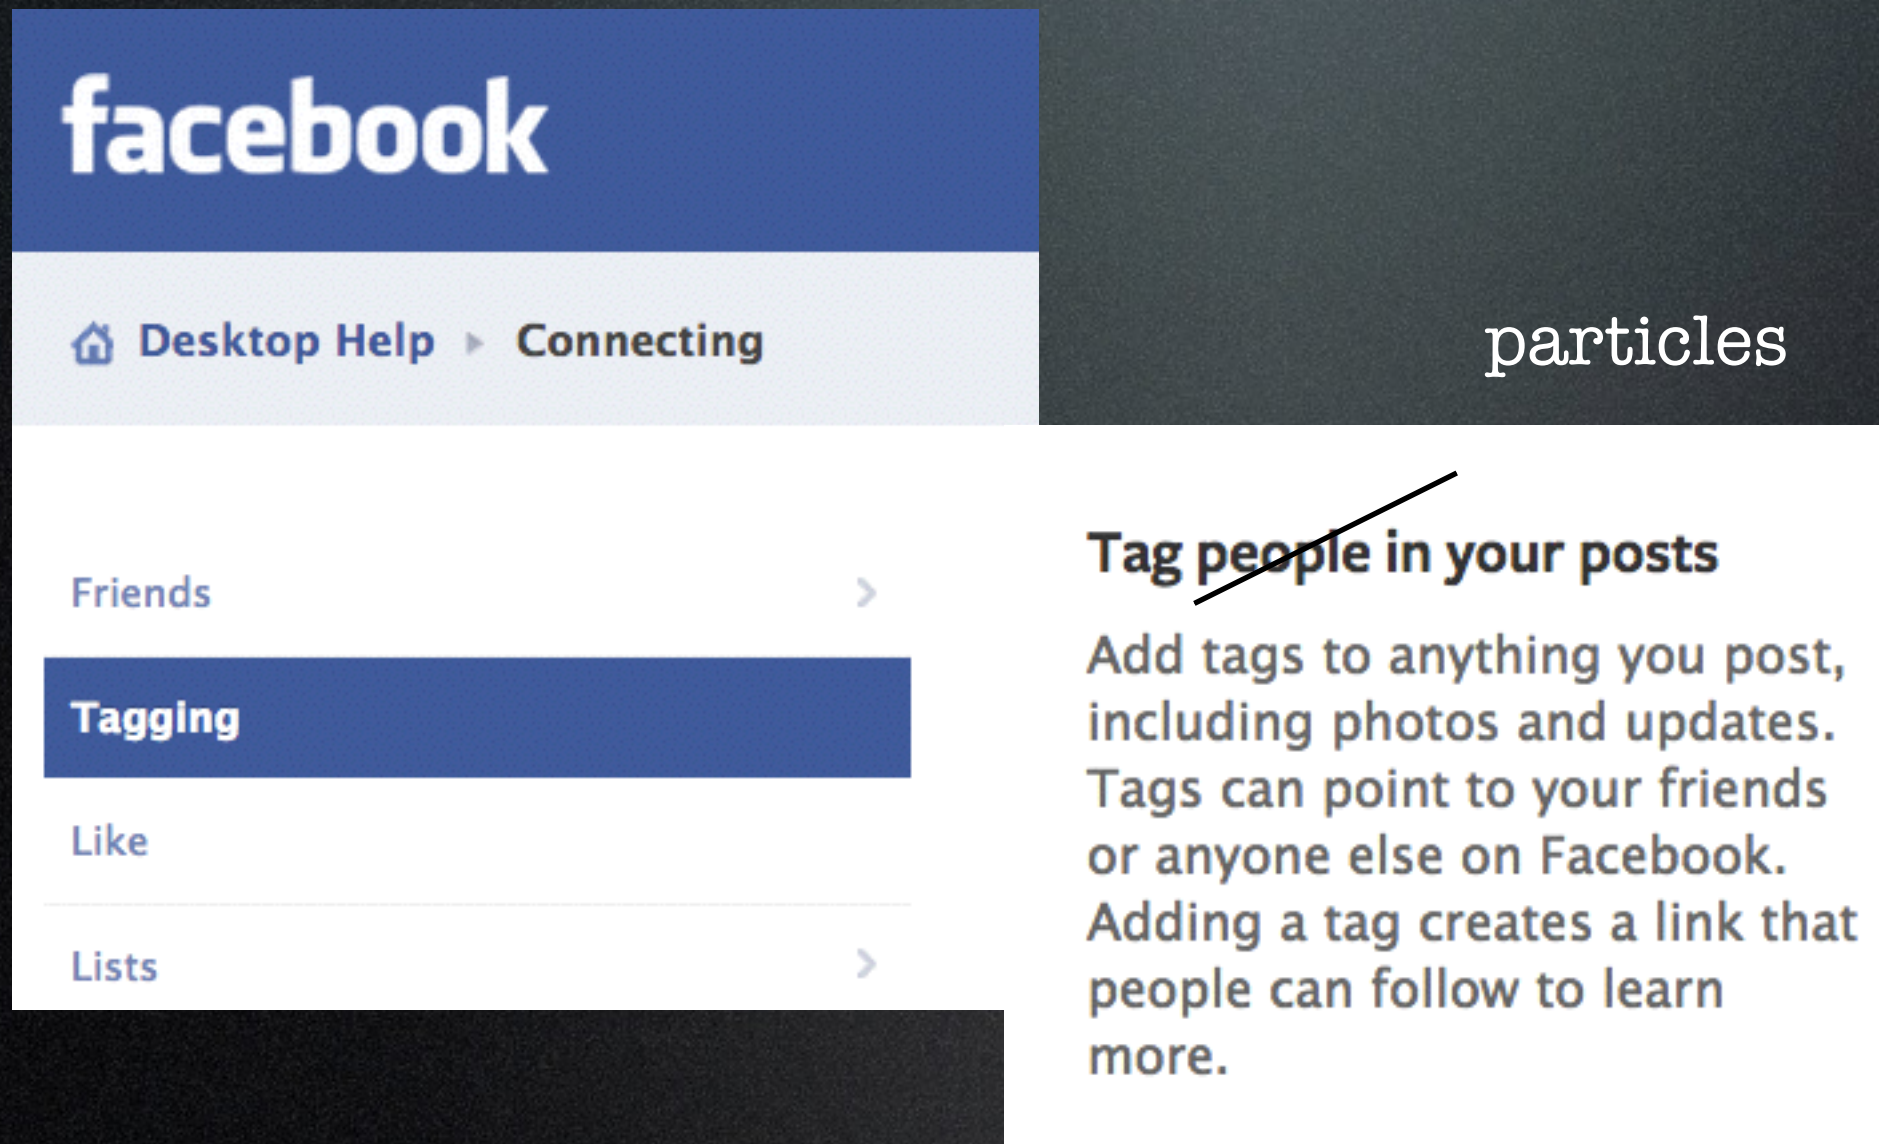 facebook
Desktop Help Connecting
particles
Friends
Tagging
Like
Lists
Tag people in your posts
Add tags to anything you post,
including photos and updates.
Tags can point to your friends
or anyone else on Facebook.
Adding a tag creates a link that
people can follow to learn
more.